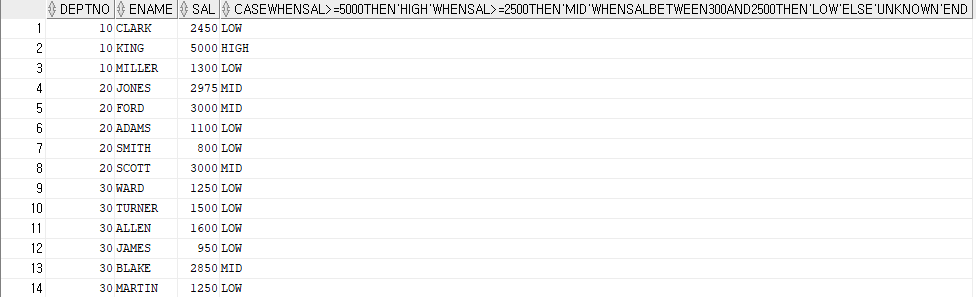 DEPTNO ENAME SAL CASEWHENSAL>=5000THEN'HIGH'WHENSAL>=2500THEN'MID'WHENSALBETWEEN300AND2500THEN'LOW'ELSE'UNKNOWN'END
1 10 CLARK 2450 LOW
2 10 KING 5000 HIGH
3 10 MILLER 1300 LOW
4 20 JONES 2975 MID
5 20 FORD 3000 MID
6 20 ADAMS 1100 LOW
7 20 SMITH 800 LOW
8 20 SCOTT 3000 MID
9 30 WARD 1250 LOW
10 30 TURNER 1500 LOW
11 30 ALLEN 1600 LOW
12 30 JAMES 950 LOW
13 30 BLAKE 2850 MID
14 30 MARTIN 1250 LOW